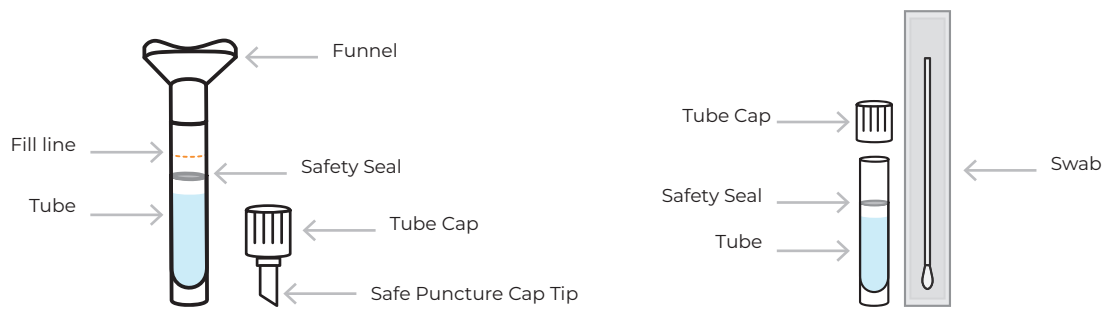 Funnel
Fill line
Safety Seal
Tube
Tube Cap
Safe Puncture Cap Tip
Tube Cap
Swab
Safety Seal
Tube